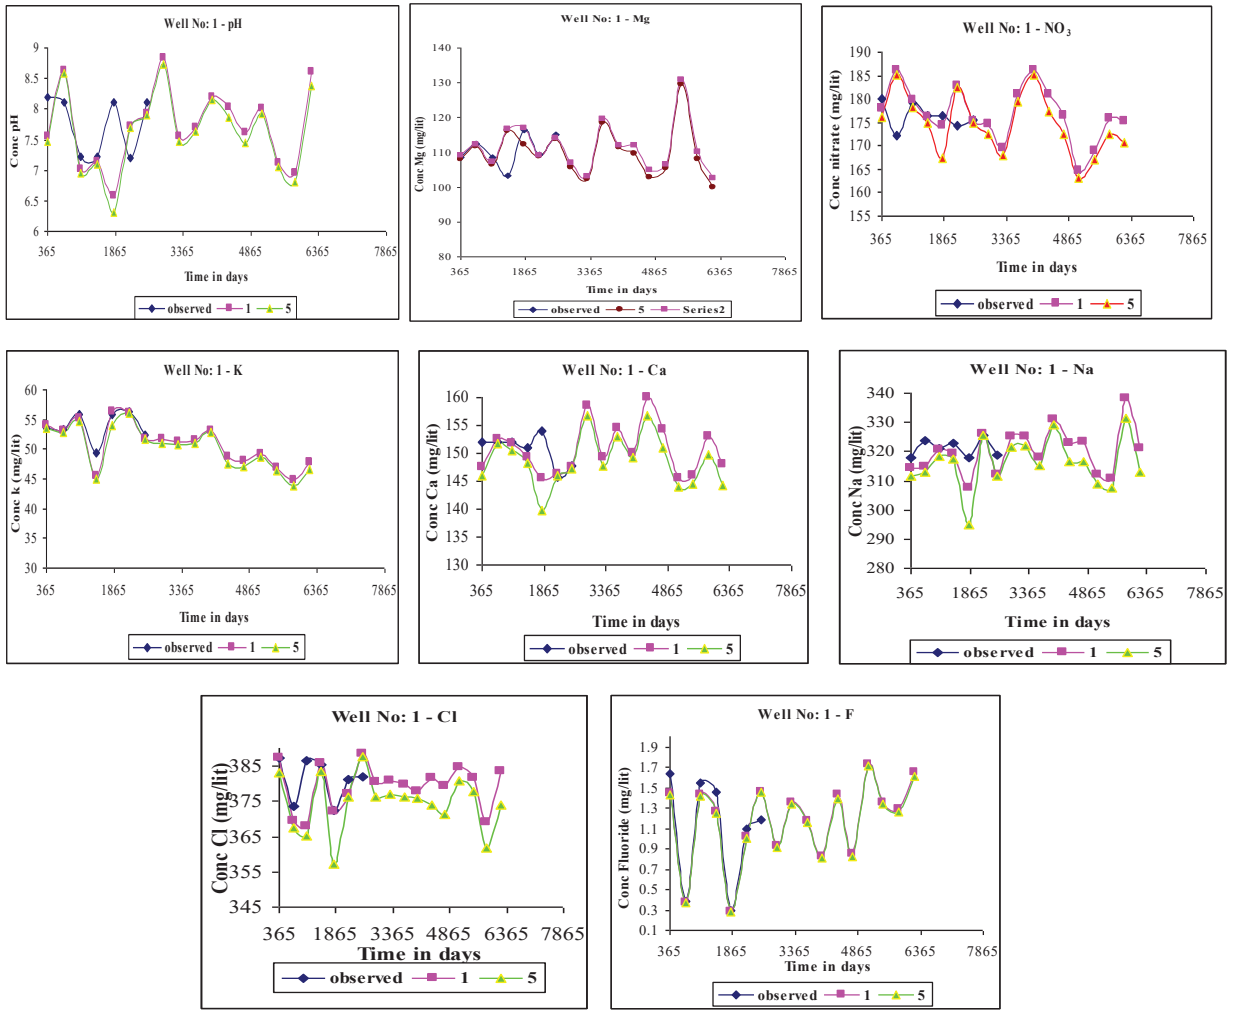 Well No: 1 - pH
Conc pH
9
8.5
8
7.5
7
6.5
6
365 1865 3365 4865 6365 7865
Time in days
observed 1 5
Well No: 1 - Mg
Conc Mg (mg/lit)
140
130
120
110
100
90
80
365 1865 3365 4865 6365 7865
Time in days
observed 5 Series2
Well No: 1 - NO₃
Conc nitrate (mg/lit)
190
185
180
175
170
165
160
155
365 1865 3365 4865 6365 7865
Time in days
observed 1 5
Well No: 1 - K
Conc k (mg/lit)
60
55
50
45
40
35
30
365 1865 3365 4865 6365 7865
Time in days
observed 1 5
Well No: 1 - Ca
Conc Ca (mg/lit)
160
155
150
145
140
135
130
365 1865 3365 4865 6365 7865
Time in days
observed 1 5
Well No: 1 - Na
Conc Na (mg/lit)
340
330
320
310
300
290
280
365 1865 3365 4865 6365 7865
Time in days
observed 1 5
Well No: 1 - Cl
Conc Cl (mg/lit)
385
375
365
355
345
365 1865 3365 4865 6365 7865
Time in days
observed 1 5
Well No: 1 - F
Conc Fluoride (mg/lit)
1.9
1.7
1.5
1.3
1.1
0.9
0.7
0.5
0.3
0.1
365 1865 3365 4865 6365 7865
Time in days
observed 1 5